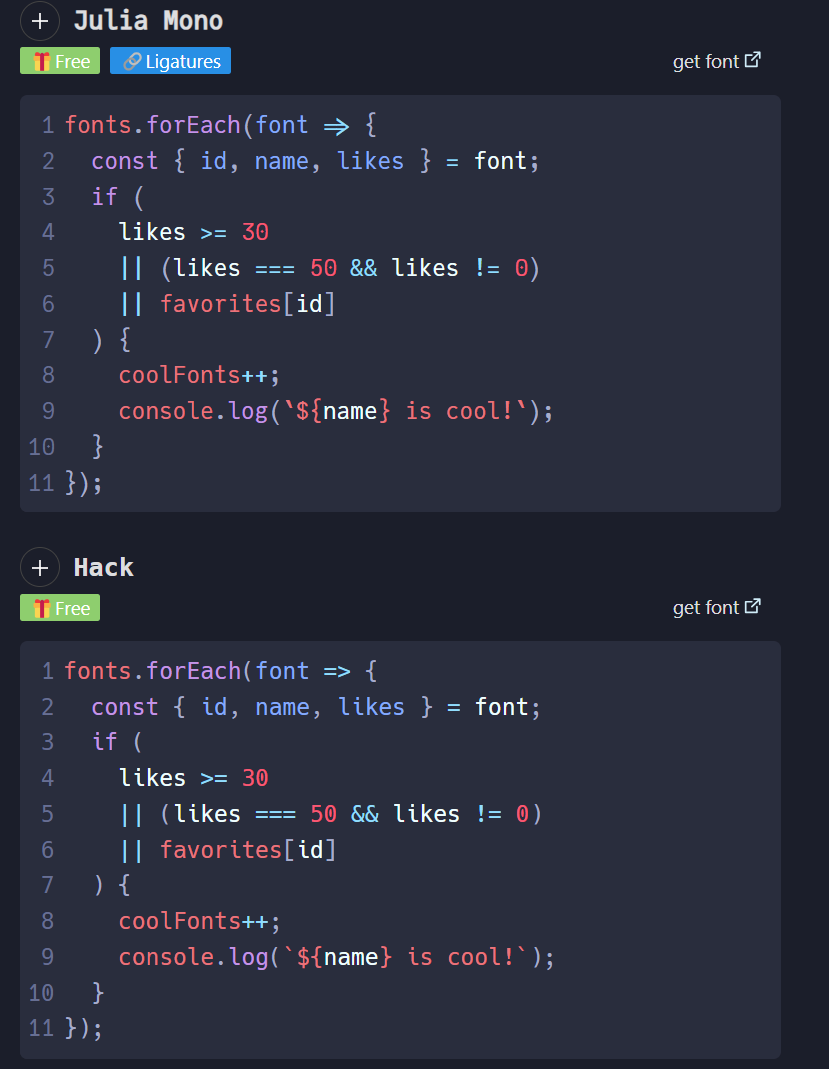 + Julia Mono
🎁 Free 🔗 Ligatures get font
1 fonts.forEach(font => {
2   const { id, name, likes } = font;
3   if (
4     likes >= 30
5     || (likes === 50 && likes != 0)
6     || favorites[id]
7   ) {
8     coolFonts++;
9     console.log(`${name} is cool!`);
10   }
11 });
+ Hack
🎁 Free get font
1 fonts.forEach(font => {
2   const { id, name, likes } = font;
3   if (
4     likes >= 30
5     || (likes === 50 && likes != 0)
6     || favorites[id]
7   ) {
8     coolFonts++;
9     console.log(`${name} is cool!`);
10   }
11 });